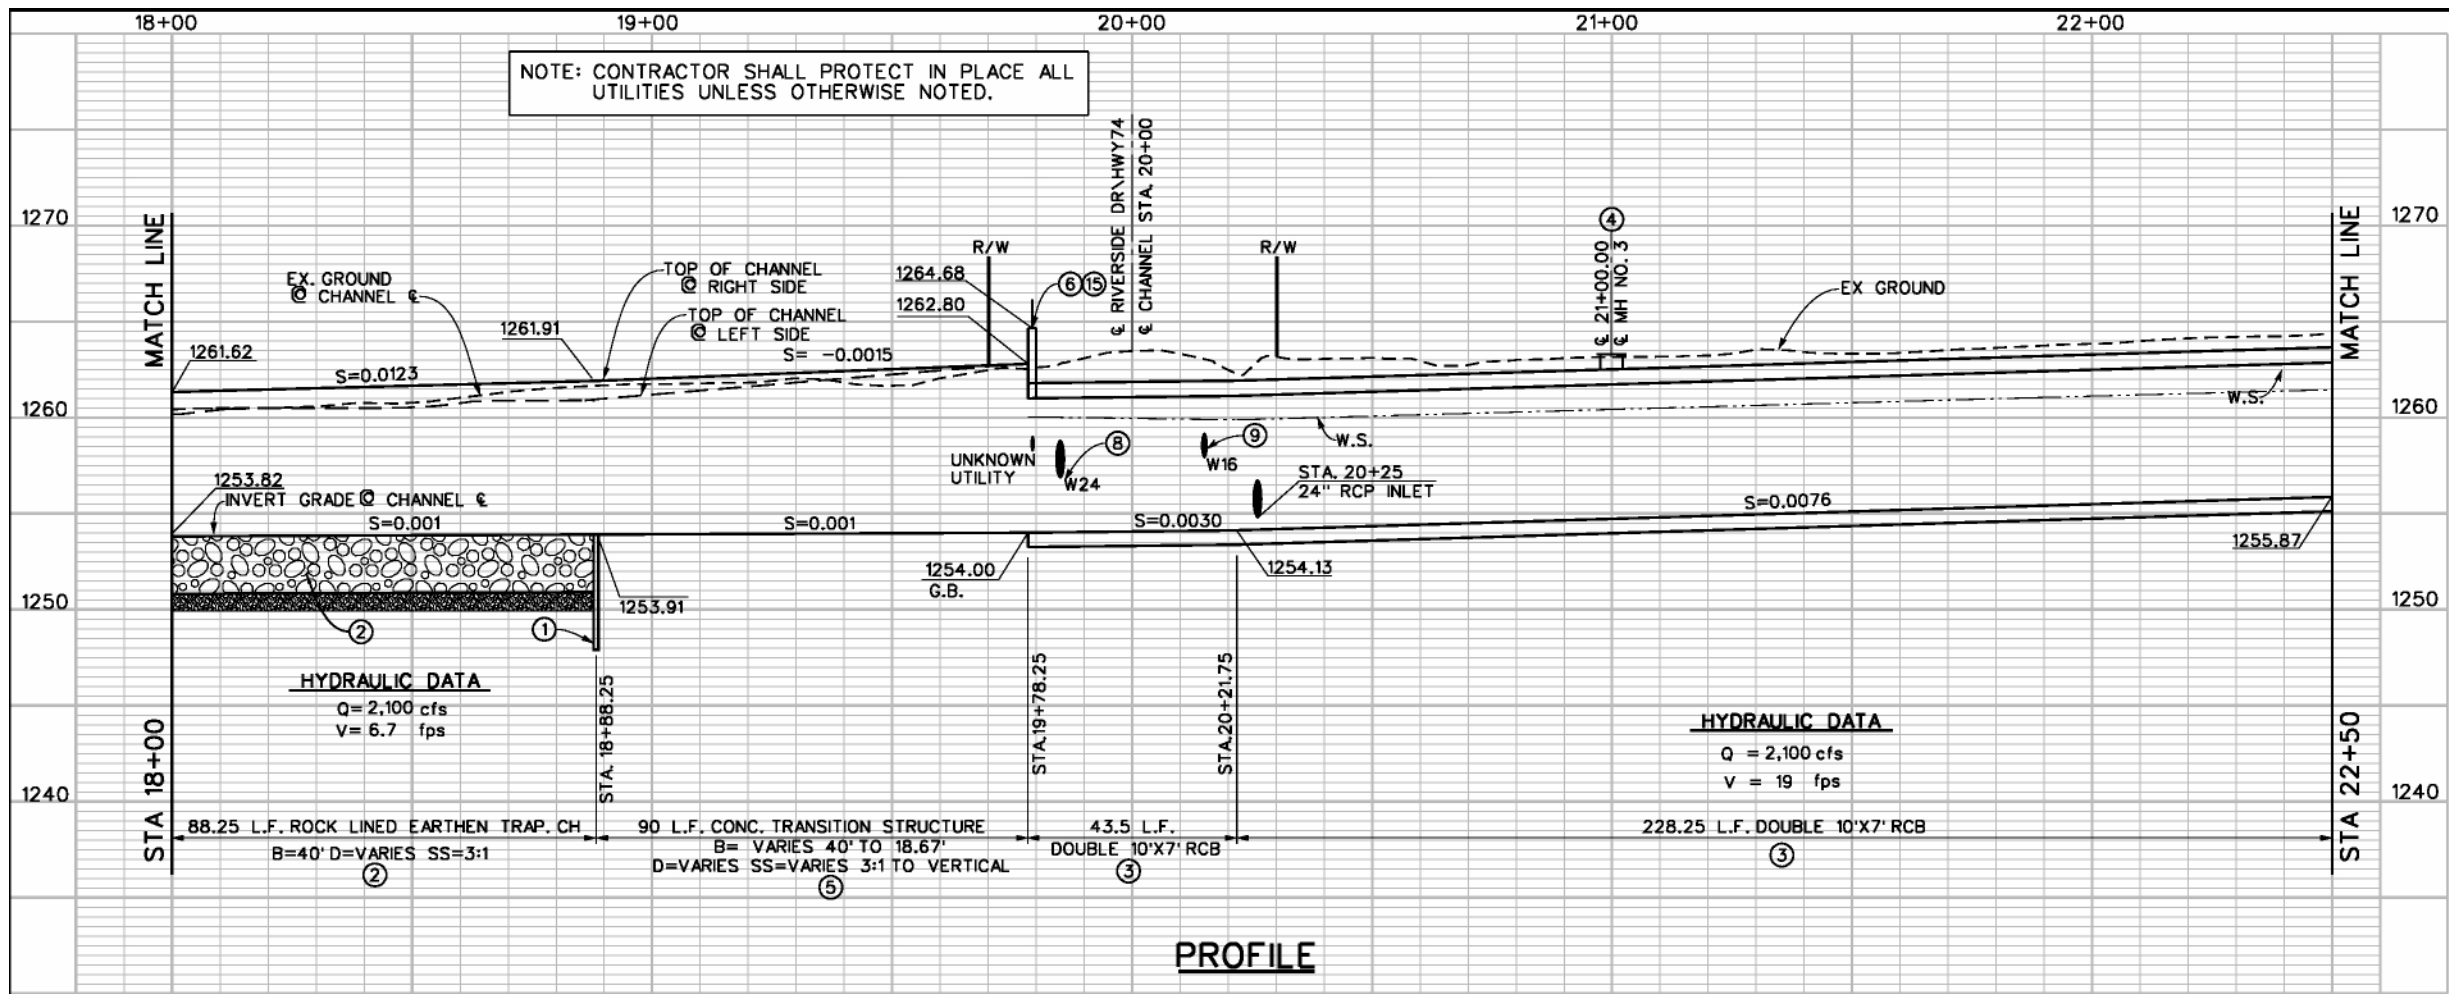 18+00 19+00 20+00 21+00 22+00
NOTE: CONTRACTOR SHALL PROTECT IN PLACE ALL
UTILITIES UNLESS OTHERWISE NOTED.
1270
1260
1250
1240
MATCH LINE
STA 18+00
EX. GROUND
@ CHANNEL ℄
1261.62
S=0.0123
1261.91
TOP OF CHANNEL
@ RIGHT SIDE
TOP OF CHANNEL
@ LEFT SIDE
S= -0.0015
R/W
1264.68
1262.80
6 15
℄ RIVERSIDE DR\HWY74
℄ CHANNEL STA. 20+00
R/W
4
℄ 21+00.00
℄ MH NO. 3
EX GROUND
W.S.
W.S.
1253.82
INVERT GRADE @ CHANNEL ℄
S=0.001
S=0.001
UNKNOWN
UTILITY
8
W24
9
W16
STA. 20+25
24" RCP INLET
S=0.0030
S=0.0076
1254.00
G.B.
1254.13
1255.87
1253.91
2
1
HYDRAULIC DATA
Q= 2,100 cfs
V= 6.7 fps
STA. 18+88.25
STA.19+78.25
STA.20+21.75
HYDRAULIC DATA
Q = 2,100 cfs
V = 19 fps
88.25 L.F. ROCK LINED EARTHEN TRAP. CH
B=40' D=VARIES SS=3:1
2
90 L.F. CONC. TRANSITION STRUCTURE
B= VARIES 40' TO 18.67'
D=VARIES SS=VARIES 3:1 TO VERTICAL
5
43.5 L.F.
DOUBLE 10'X7' RCB
3
228.25 L.F. DOUBLE 10'X7' RCB
3
MATCH LINE
STA 22+50
1270
1260
1250
1240
PROFILE